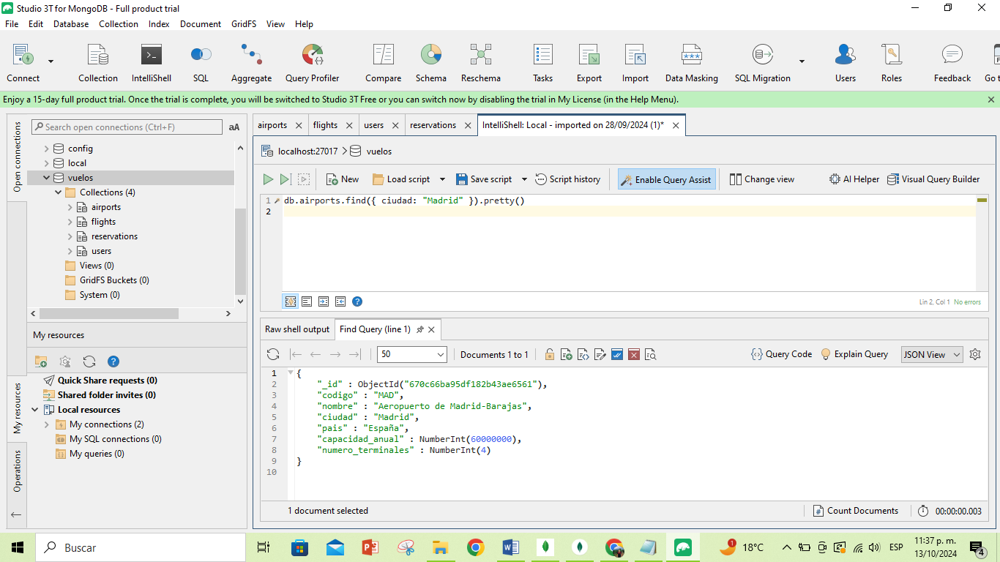 Studio 3T for MongoDB - Full product trial
File Edit Database Collection Index Document GridFS View Help
Connect Collection IntelliShell SQL Aggregate Query Profiler Compare Schema Reschema Tasks Export Import Data Masking SQL Migration Users Roles Feedback Go t
Enjoy a 15-day full product trial. Once the trial is complete, you will be switched to Studio 3T Free or you can switch now by disabling the trial in My License (in the Help Menu).
Open connections
Search open connections (Ctrl+F) aA
config
local
vuelos
Collections (4)
airports
flights
reservations
users
Views (0)
GridFS Buckets (0)
System (0)
My resources
My resources
Operations
Quick Share requests (0)
Shared folder invites (0)
Local resources
My connections (2)
My SQL connections (0)
My queries (0)
airports flights users reservations IntelliShell: Local - imported on 28/09/2024 (1)*
localhost:27017 vuelos
New Load script Save script Script history Enable Query Assist Change view AI Helper Visual Query Builder
1 db.airports.find({ ciudad: "Madrid" }).pretty()
2
Lin 2, Col 1 No errors
Raw shell output Find Query (line 1)
50 Documents 1 to 1 Query Code Explain Query JSON View
1 {
2 "_id" : ObjectId("670c66ba95df182b43ae6561"),
3 "codigo" : "MAD",
4 "nombre" : "Aeropuerto de Madrid-Barajas",
5 "ciudad" : "Madrid",
6 "pais" : "España",
7 "capacidad_anual" : NumberInt(60000000),
8 "numero_terminales" : NumberInt(4)
9 }
10
1 document selected Count Documents 00:00:00.003
Buscar 1 18°C ESP 11:37 p. m.
13/10/2024 4